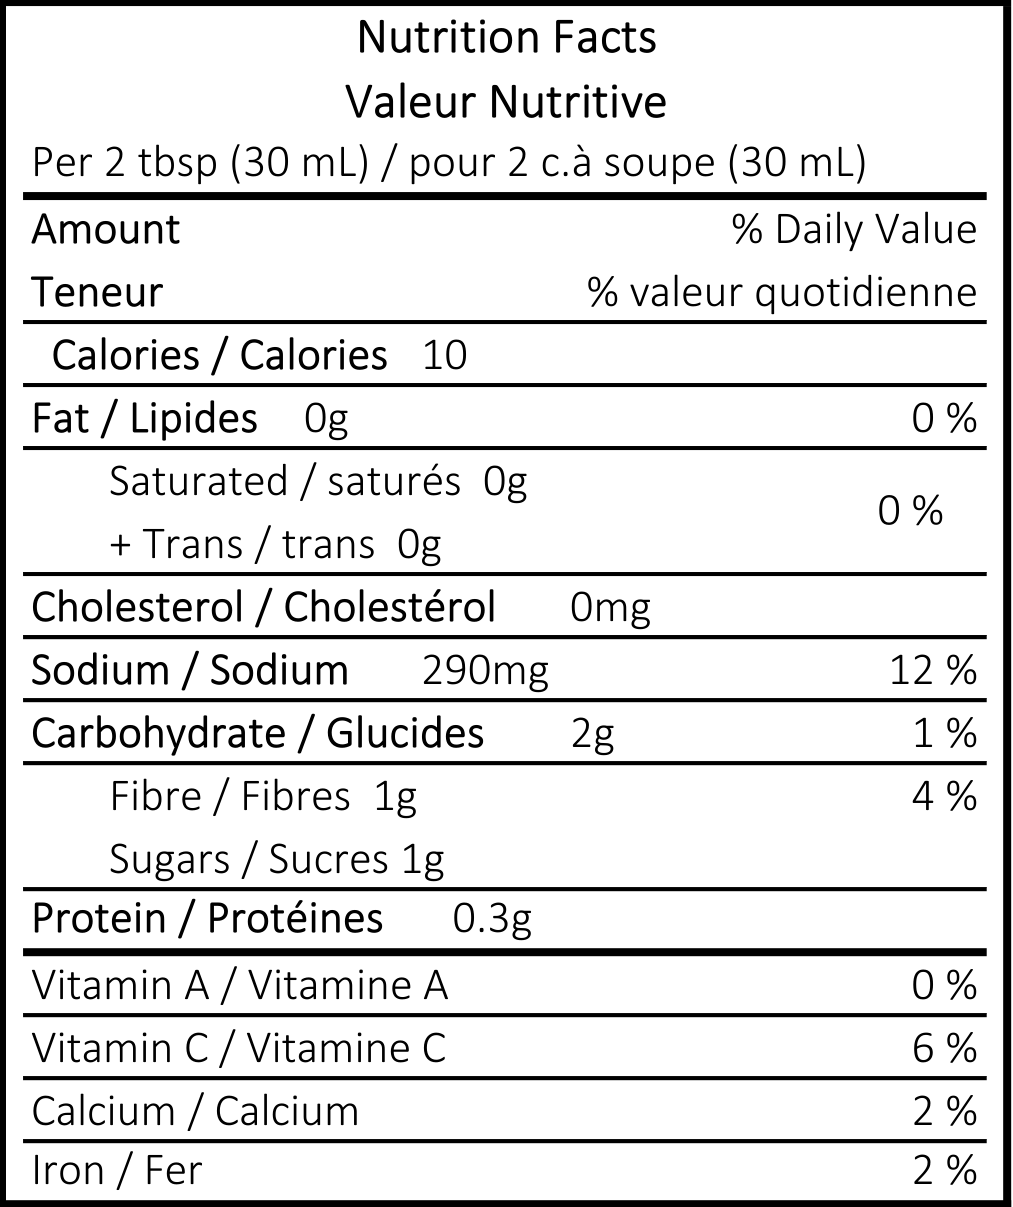 Nutrition Facts
Valeur Nutritive
Per 2 tbsp (30 mL) / pour 2 c.à soupe (30 mL)
Amount % Daily Value
Teneur % valeur quotidienne
Calories / Calories 10
Fat / Lipides 0g 0 %
Saturated / saturés 0g
0 %
+ Trans / trans 0g
Cholesterol / Cholestérol 0mg
Sodium / Sodium 290mg 12 %
Carbohydrate / Glucides 2g 1 %
Fibre / Fibres 1g 4 %
Sugars / Sucres 1g
Protein / Protéines 0.3g
Vitamin A / Vitamine A 0 %
Vitamin C / Vitamine C 6 %
Calcium / Calcium 2 %
Iron / Fer 2 %